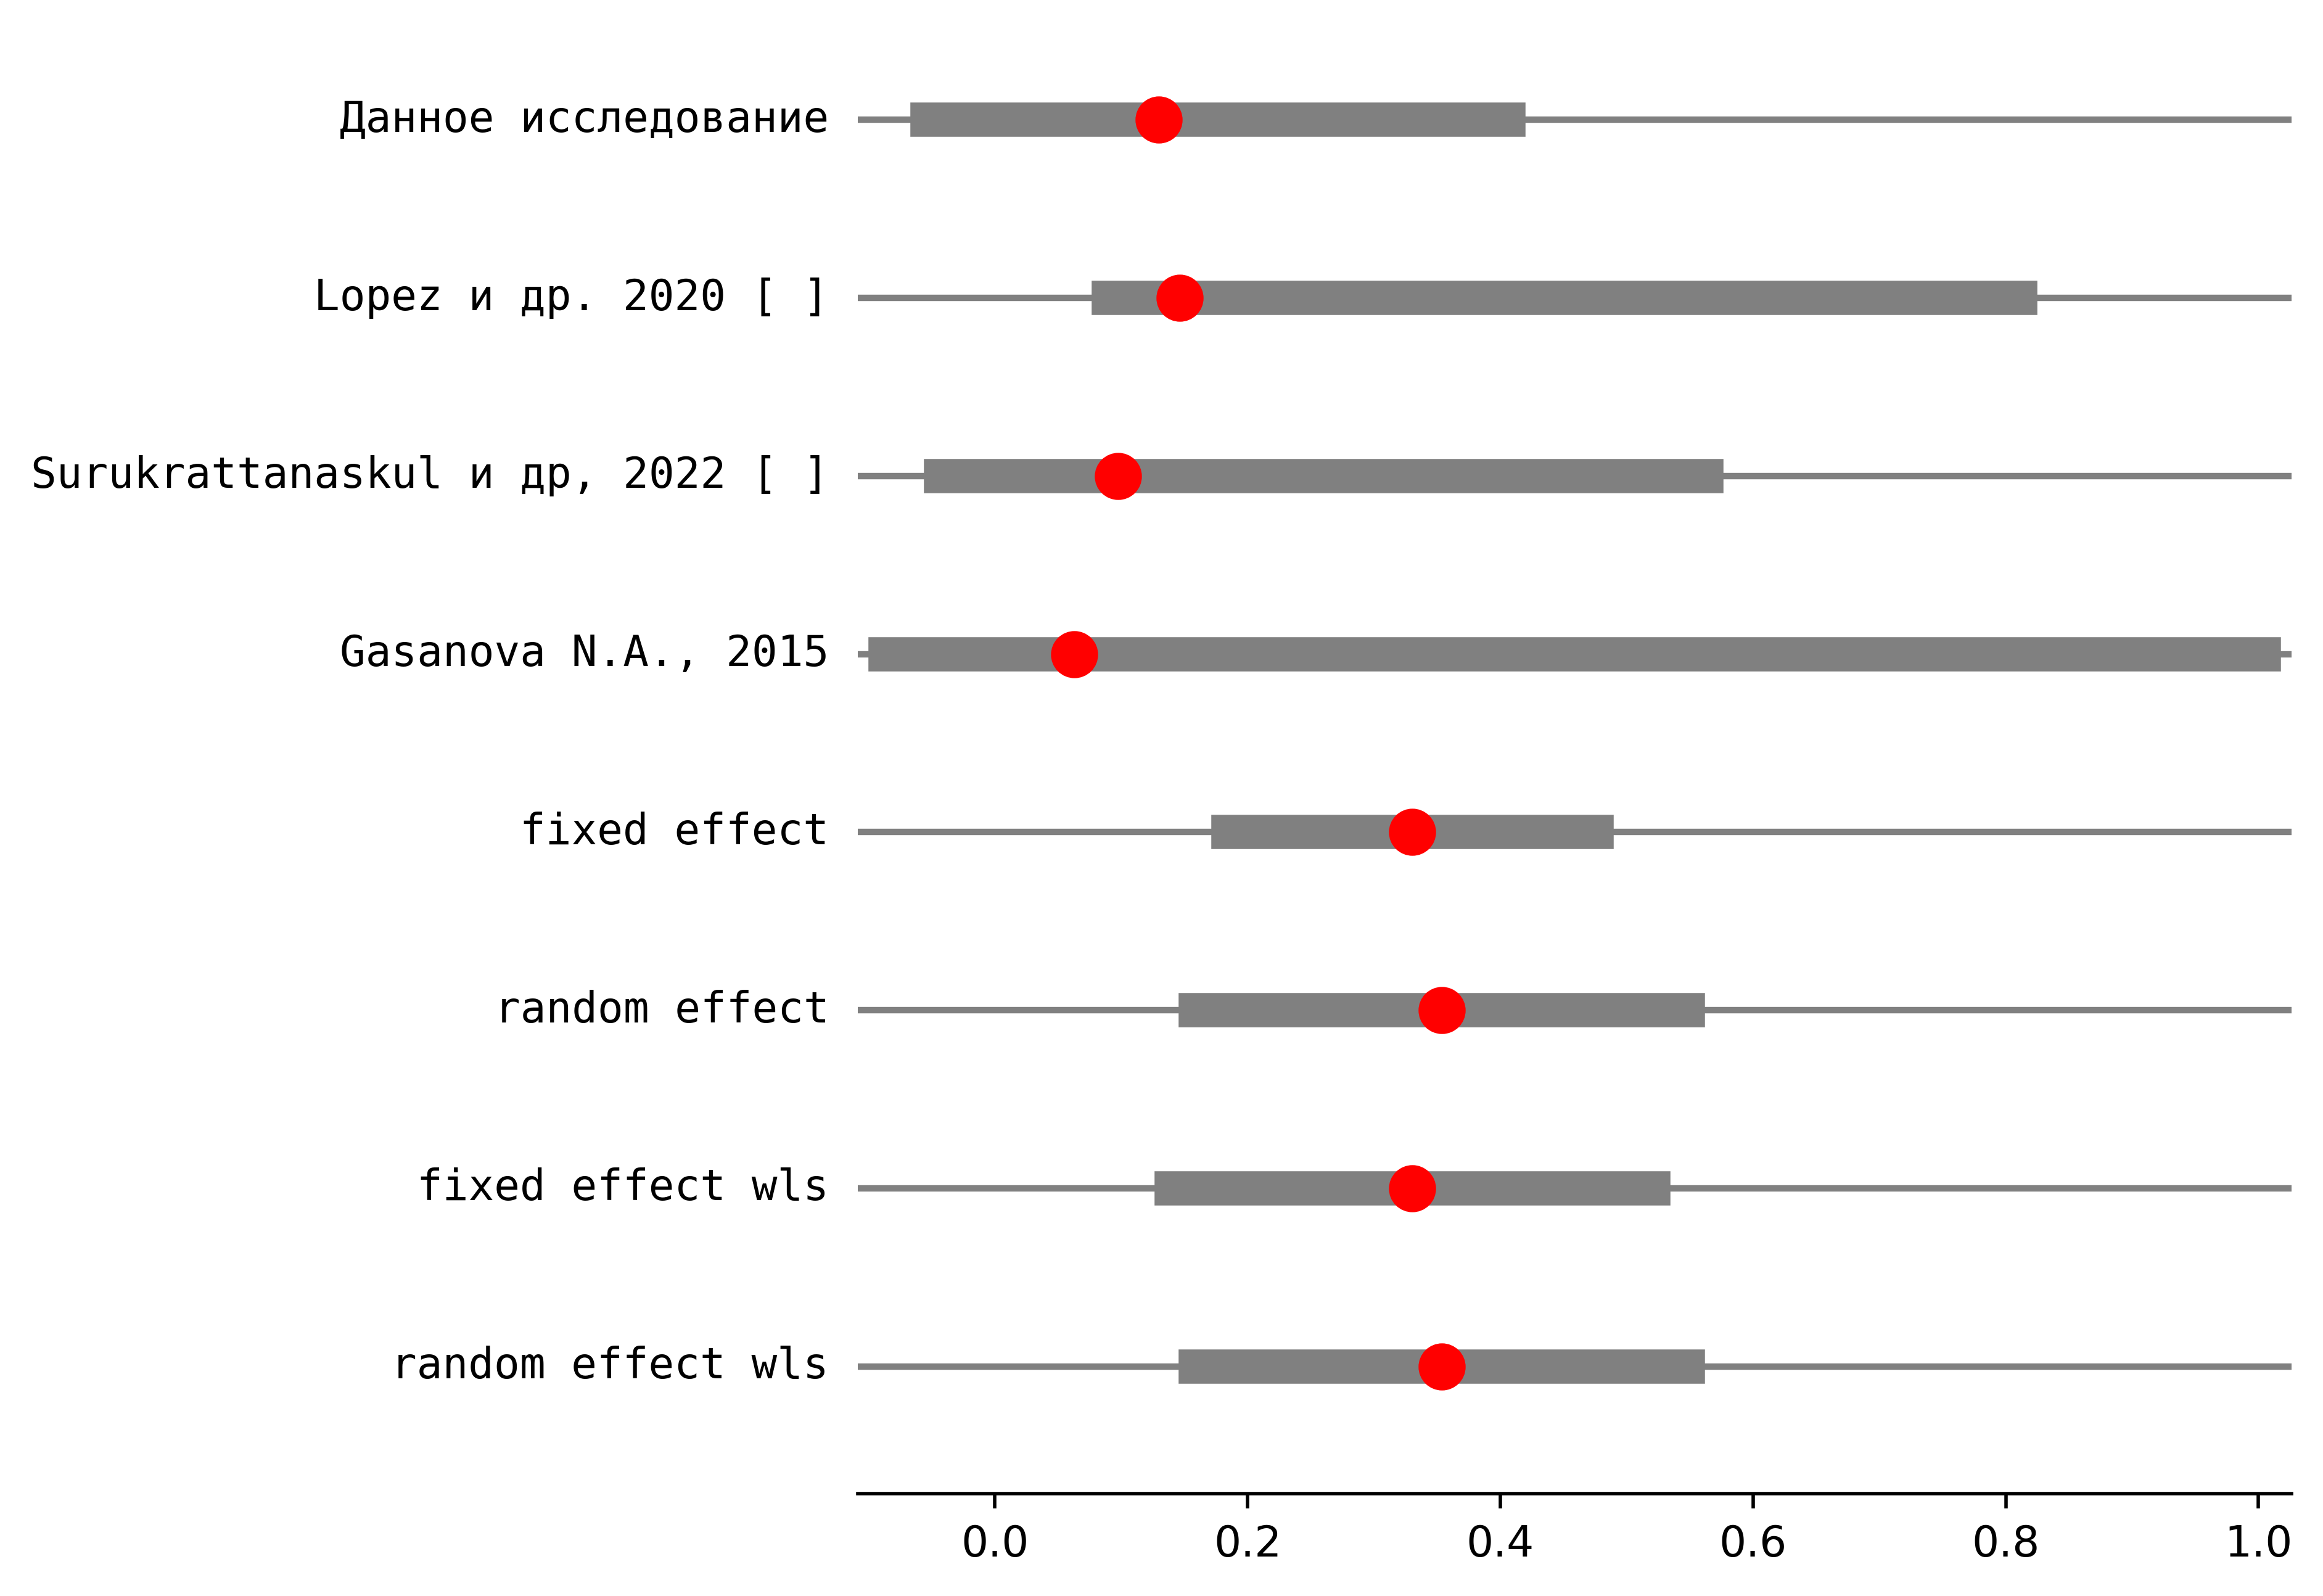 Данное исследование
Lopez и др. 2020 [ ]
Surukrattanaskul и др, 2022 [ ]
Gasanova N.A., 2015
fixed effect
random effect
fixed effect wls
random effect wls
0.0 0.2 0.4 0.6 0.8 1.0